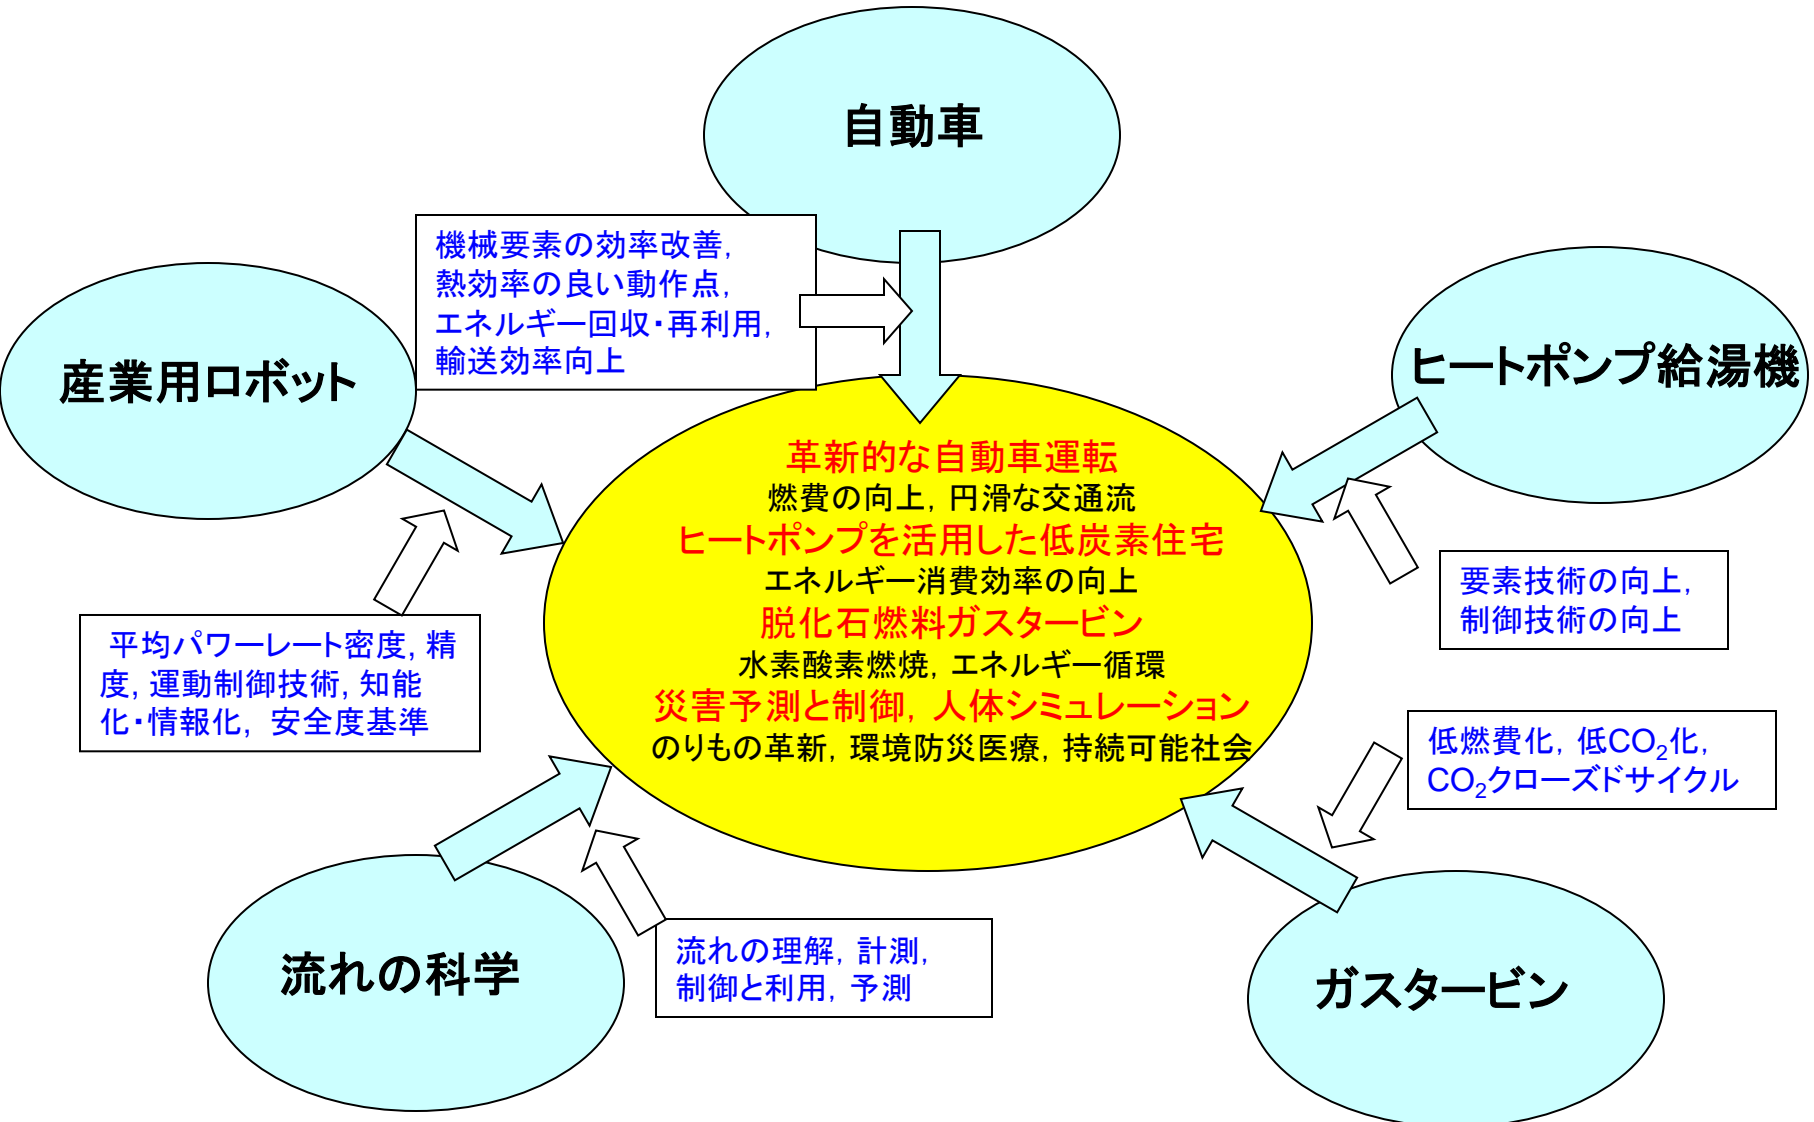 自動車
機械要素の効率改善,
熱効率の良い動作点,
エネルギー回収・再利用,
輸送効率向上
産業用ロボット
ヒートポンプ給湯機
革新的な自動車運転
燃費の向上, 円滑な交通流
ヒートポンプを活用した低炭素住宅
エネルギー消費効率の向上
脱化石燃料ガスタービン
水素酸素燃焼, エネルギー循環
災害予測と制御, 人体シミュレーション
のりもの革新, 環境防災医療, 持続可能社会
要素技術の向上,
制御技術の向上
平均パワーレート密度, 精
度, 運動制御技術, 知能
化・情報化, 安全度基準
低燃費化, 低CO₂化,
CO₂クローズドサイクル
流れの科学
流れの理解, 計測,
制御と利用, 予測
ガスタービン